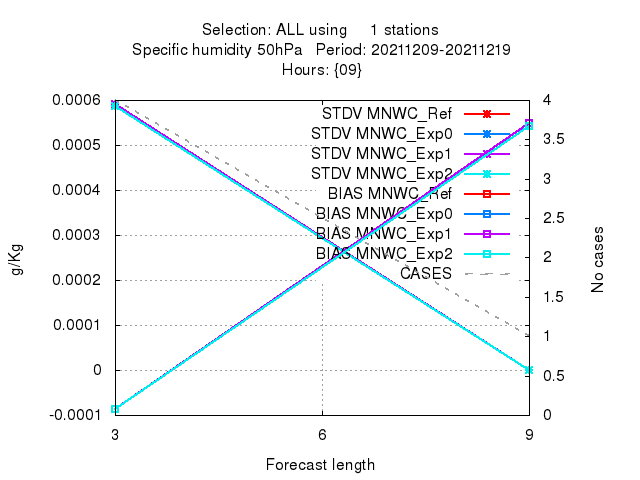 Selection: ALL using 1 stations
Specific humidity 50hPa Period: 20211209-20211219
Hours: {09}
0.0006
0.0005
0.0004
0.0003
0.0002
0.0001
0
-0.0001
g/Kg
STDV MNWC_Ref
STDV MNWC_Exp0
STDV MNWC_Exp1
STDV MNWC_Exp2
BIAS MNWC_Ref
BIAS MNWC_Exp0
BIAS MNWC_Exp1
BIAS MNWC_Exp2
CASES
4
3.5
3
2.5
2
1.5
1
0.5
0
No cases
3 6 9
Forecast length